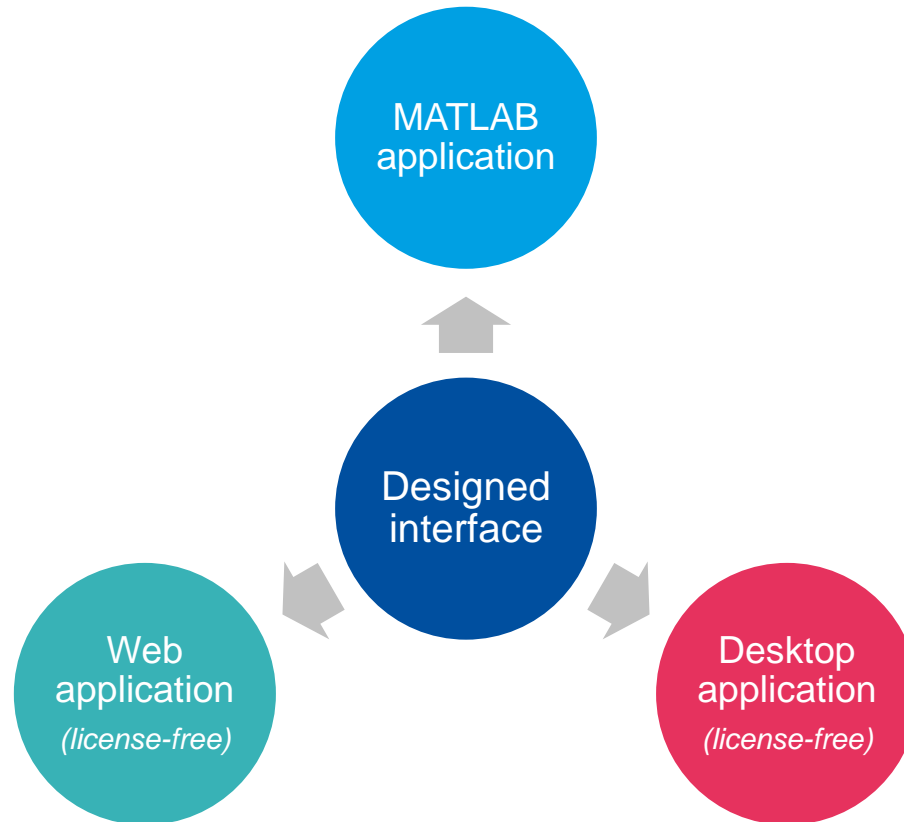 MATLAB
application
Designed
interface
Web
application
(license-free)
Desktop
application
(license-free)